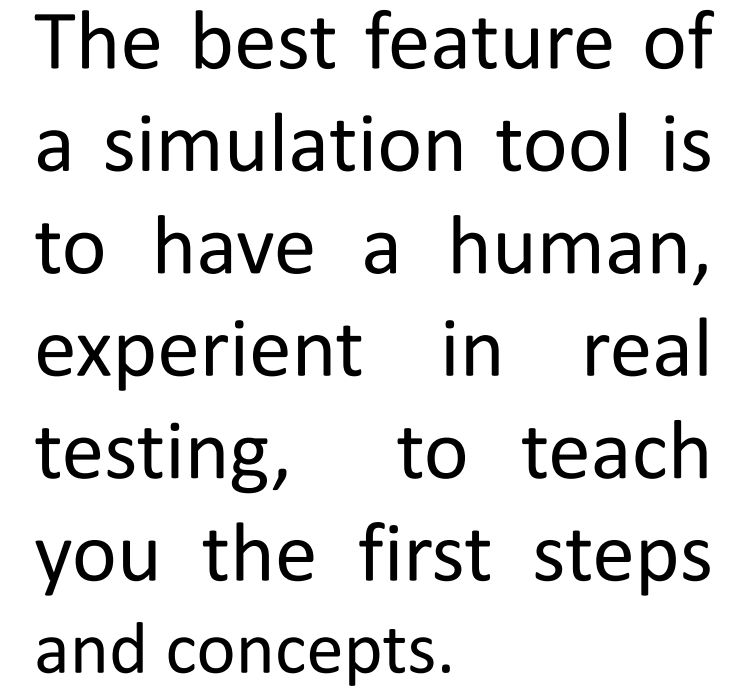 The best feature of
a simulation tool is
to have a human,
experient in real
testing, to teach
you the first steps
and concepts.